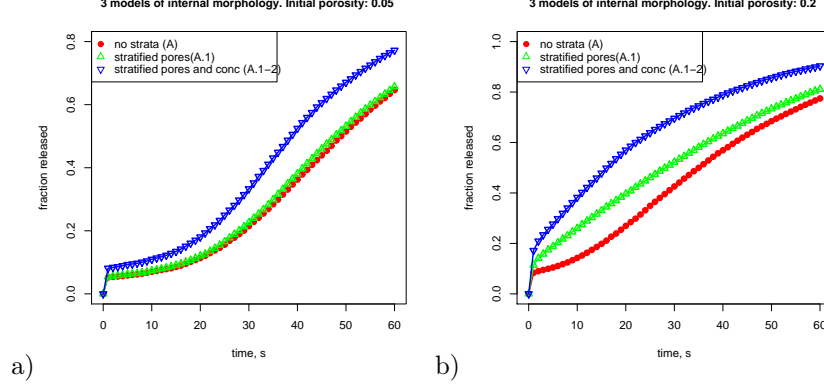 3 models of internal morphology. Initial porosity: 0.05
0.8
0.6
0.4
0.2
0.0
fraction released
no strata (A)
stratified pores(A.1)
stratified pores and conc (A.1−2)
0 10 20 30 40 50 60
time, s
a)
3 models of internal morphology. Initial porosity: 0.2
1.0
0.8
0.6
0.4
0.2
0.0
fraction released
no strata (A)
stratified pores(A.1)
stratified pores and conc (A.1−2)
0 10 20 30 40 50 60
time, s
b)